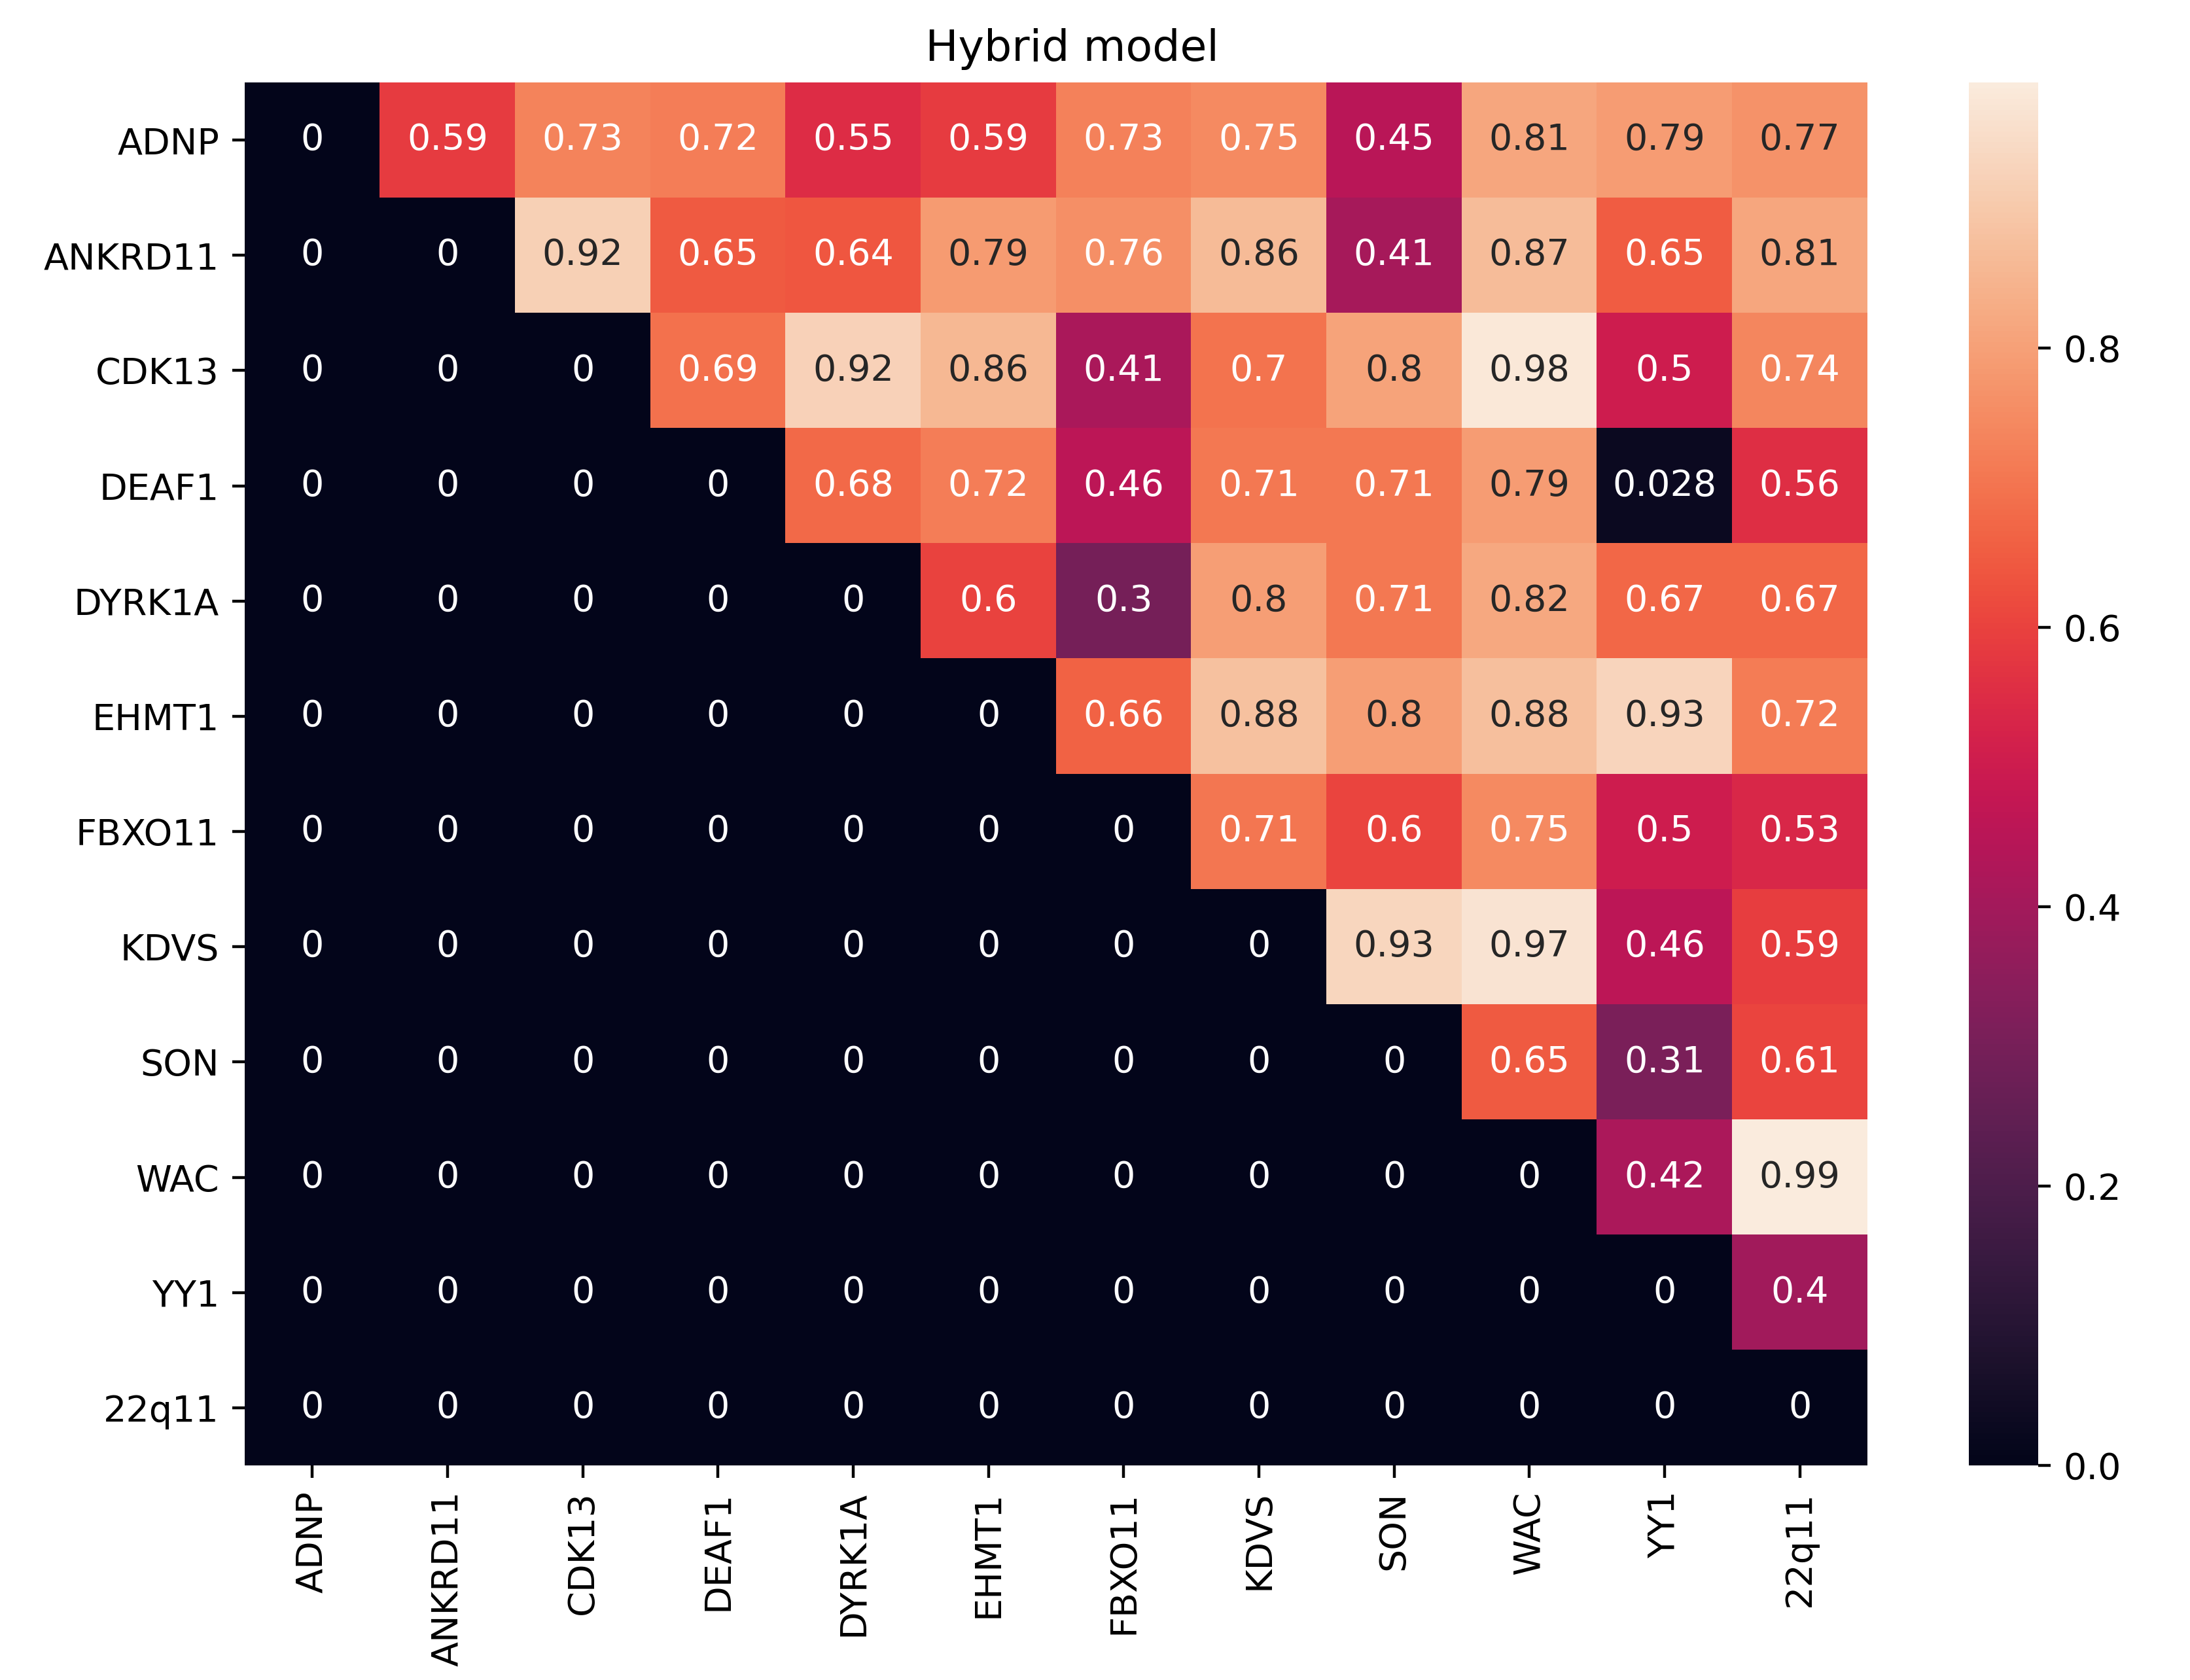 Hybrid model
ADNP 0 0.59 0.73 0.72 0.55 0.59 0.73 0.75 0.45 0.81 0.79 0.77
ANKRD11 0 0 0.92 0.65 0.64 0.79 0.76 0.86 0.41 0.87 0.65 0.81
CDK13 0 0 0 0.69 0.92 0.86 0.41 0.7 0.8 0.98 0.5 0.74
DEAF1 0 0 0 0 0.68 0.72 0.46 0.71 0.71 0.79 0.028 0.56
DYRK1A 0 0 0 0 0 0.6 0.3 0.8 0.71 0.82 0.67 0.67
EHMT1 0 0 0 0 0 0 0.66 0.88 0.8 0.88 0.93 0.72
FBXO11 0 0 0 0 0 0 0 0.71 0.6 0.75 0.5 0.53
KDVS 0 0 0 0 0 0 0 0 0.93 0.97 0.46 0.59
SON 0 0 0 0 0 0 0 0 0 0.65 0.31 0.61
WAC 0 0 0 0 0 0 0 0 0 0 0.42 0.99
YY1 0 0 0 0 0 0 0 0 0 0 0 0.4
22q11 0 0 0 0 0 0 0 0 0 0 0 0
ADNP ANKRD11 CDK13 DEAF1 DYRK1A EHMT1 FBXO11 KDVS SON WAC YY1 22q11
0.8
0.6
0.4
0.2
0.0